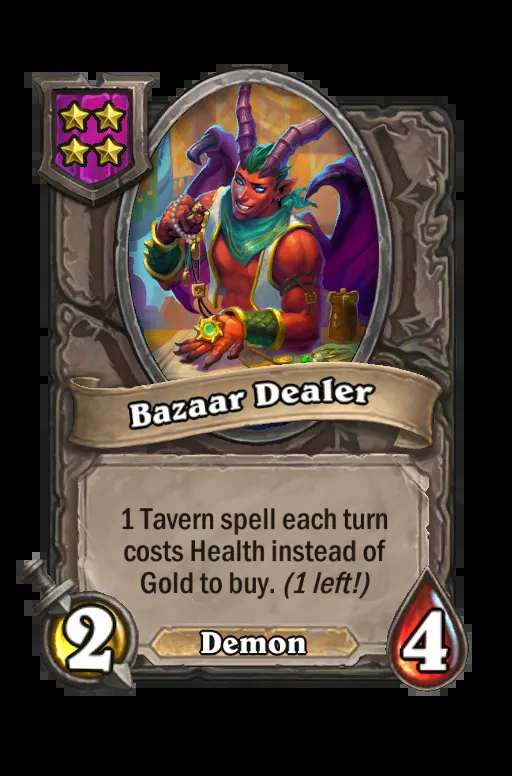 Bazaar Dealer
1 Tavern spell each turn
costs Health instead of
Gold to buy. (1 left!)
2
Demon
4